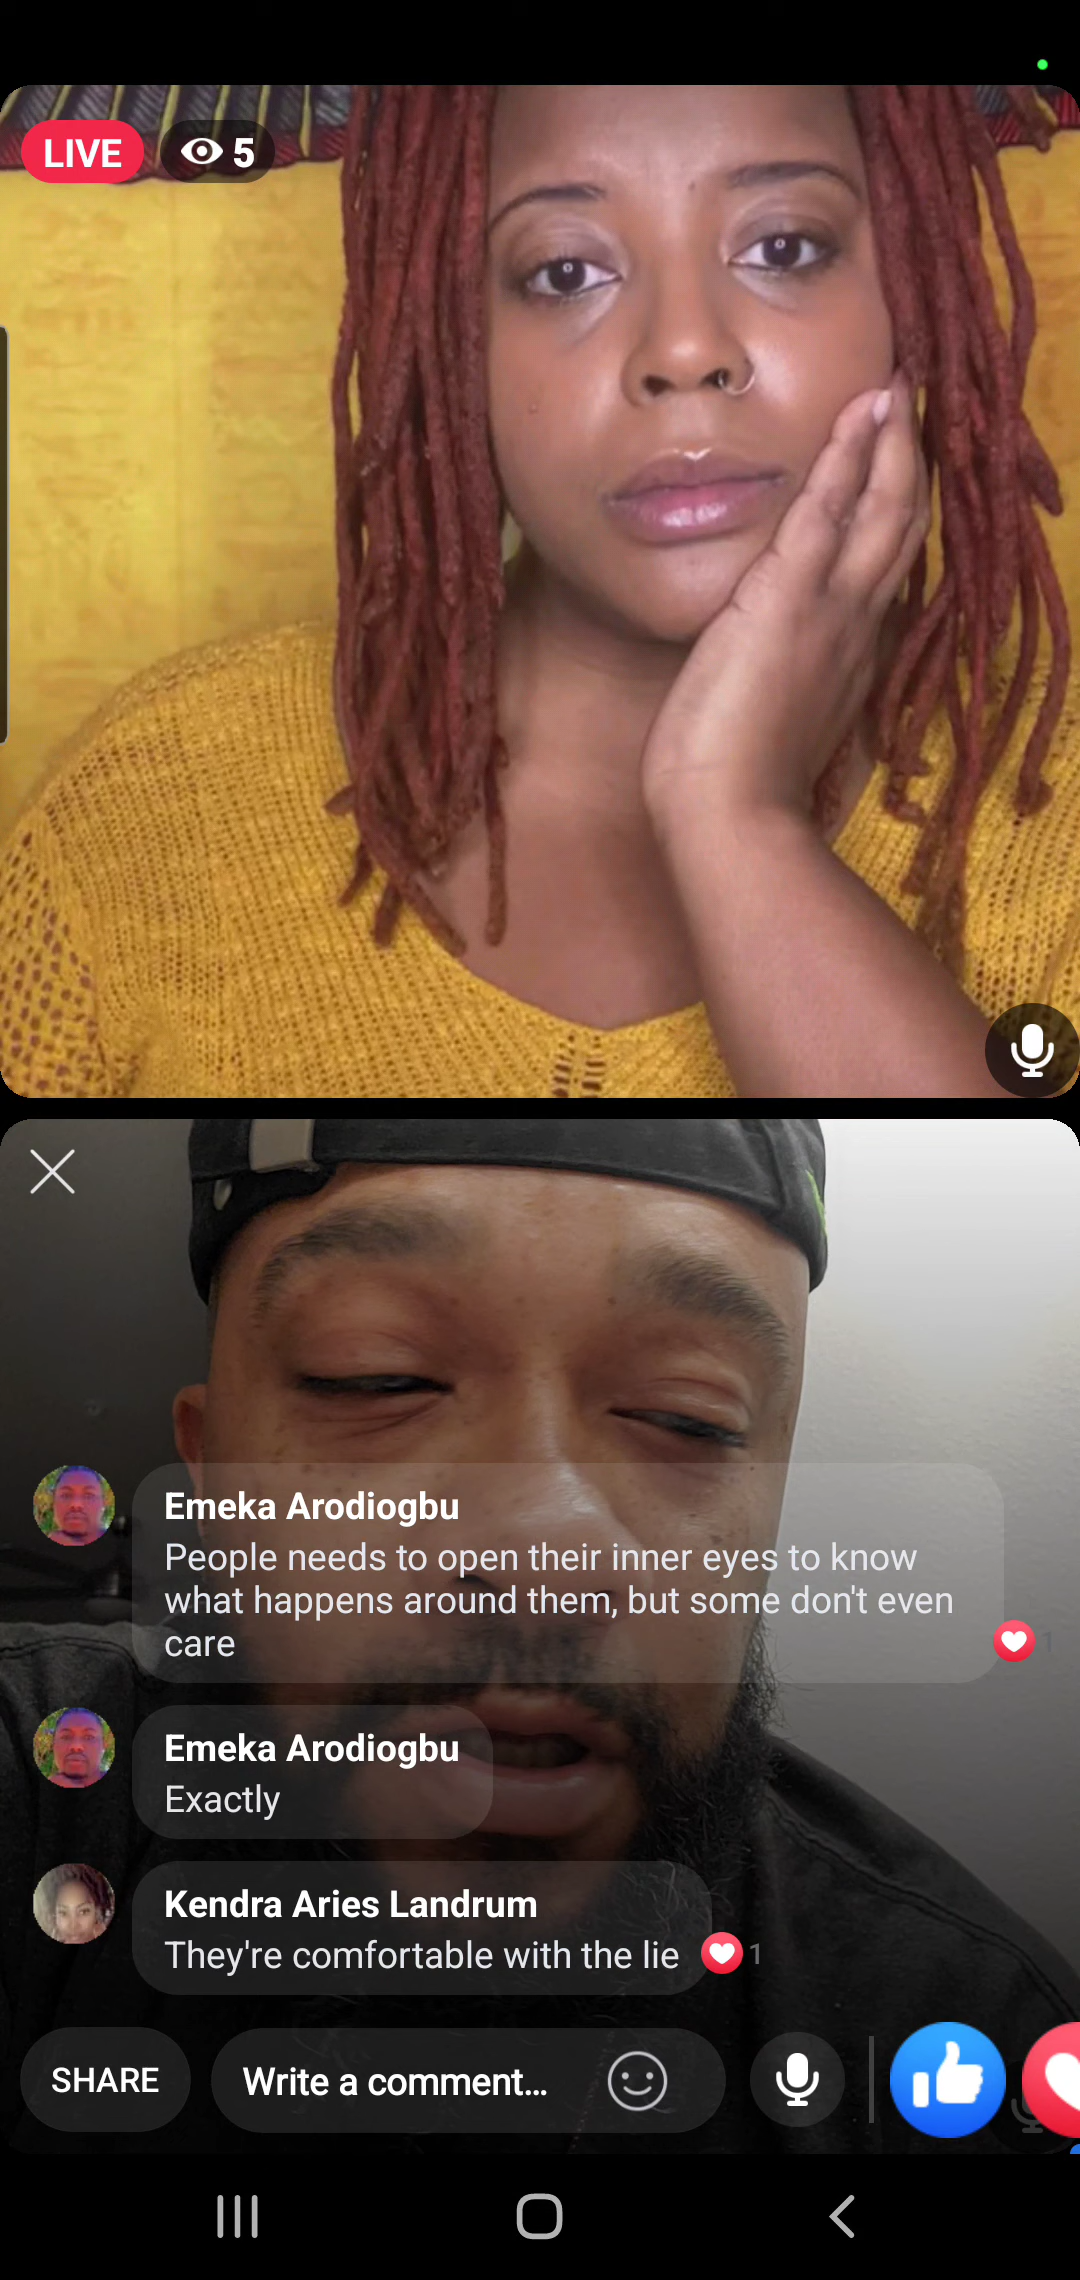 LIVE
5
Emeka Arodiogbu
People needs to open their inner eyes to know
what happens around them, but some don't even
care
1
Emeka Arodiogbu
Exactly
Kendra Aries Landrum
They're comfortable with the lie
1
SHARE
Write a comment...